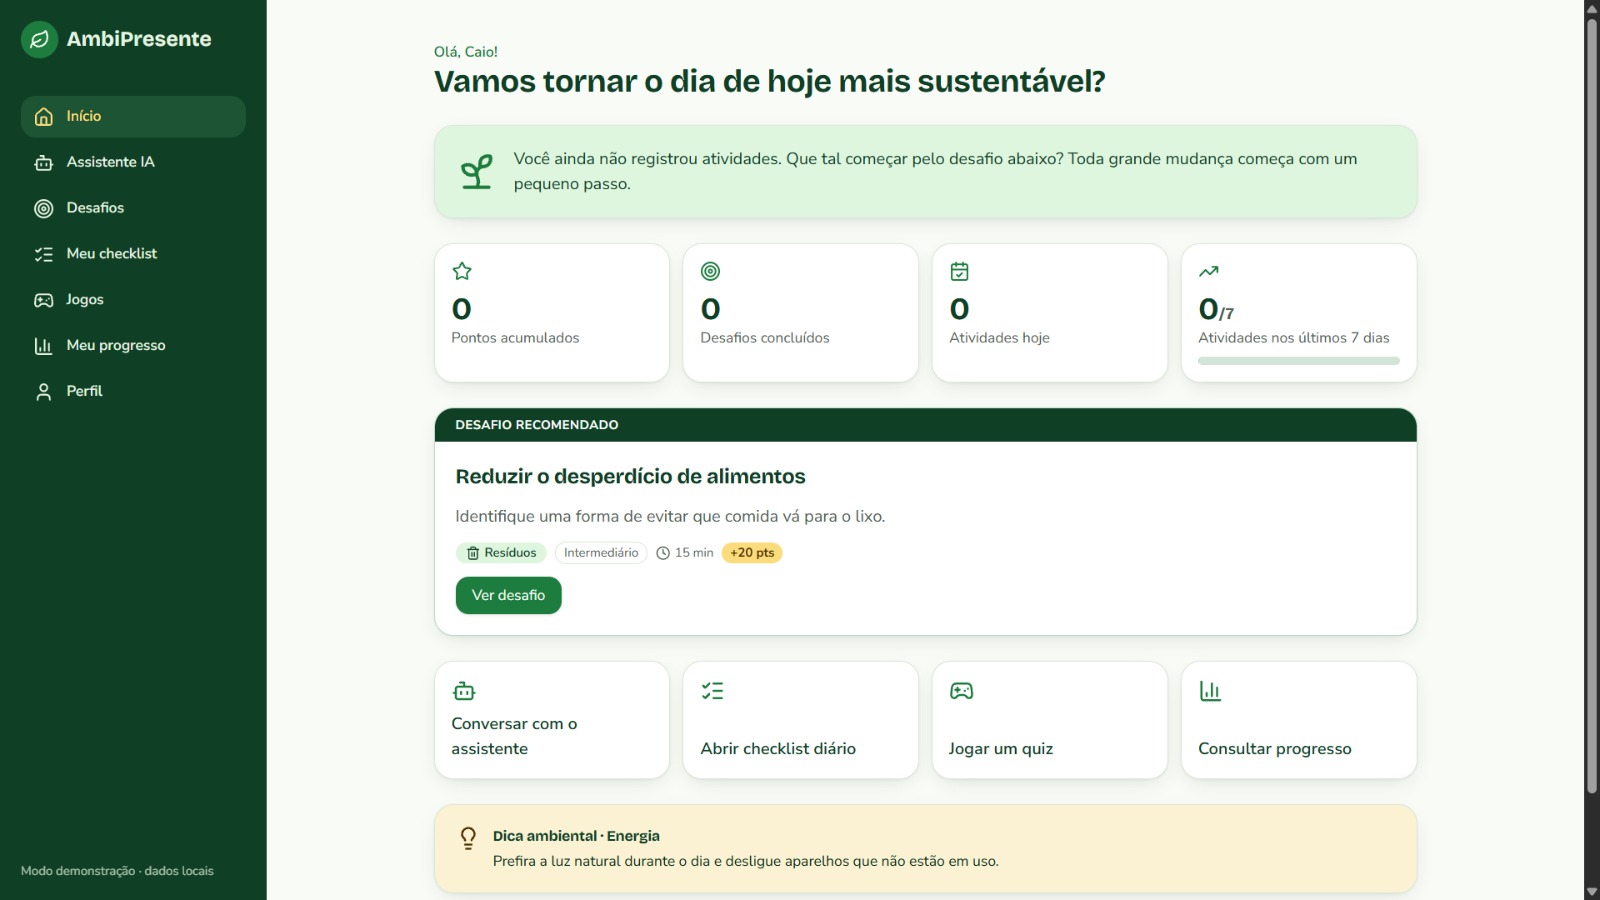 AmbiPresente
Início
Assistente IA
Desafios
Meu checklist
Jogos
Meu progresso
Perfil
Modo demonstração · dados locais
Olá, Caio!
Vamos tornar o dia de hoje mais sustentável?
Você ainda não registrou atividades. Que tal começar pelo desafio abaixo? Toda grande mudança começa com um
pequeno passo.
0
Pontos acumulados
0
Desafios concluídos
0
Atividades hoje
0/7
Atividades nos últimos 7 dias
DESAFIO RECOMENDADO
Reduzir o desperdício de alimentos
Identifique uma forma de evitar que comida vá para o lixo.
Resíduos Intermediário 15 min +20 pts
Ver desafio
Conversar com o
assistente
Abrir checklist diário
Jogar um quiz
Consultar progresso
Dica ambiental · Energia
Prefira a luz natural durante o dia e desligue aparelhos que não estão em uso.